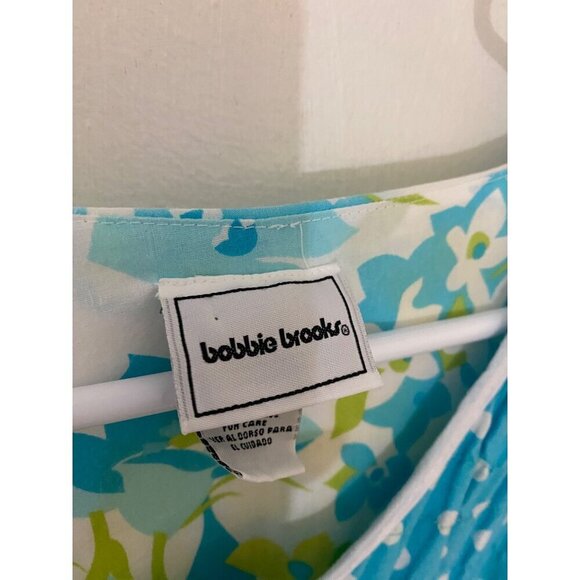 bobbie brooks®
FOR CARE
VER AL DORSO PARA
EL CUIDADO